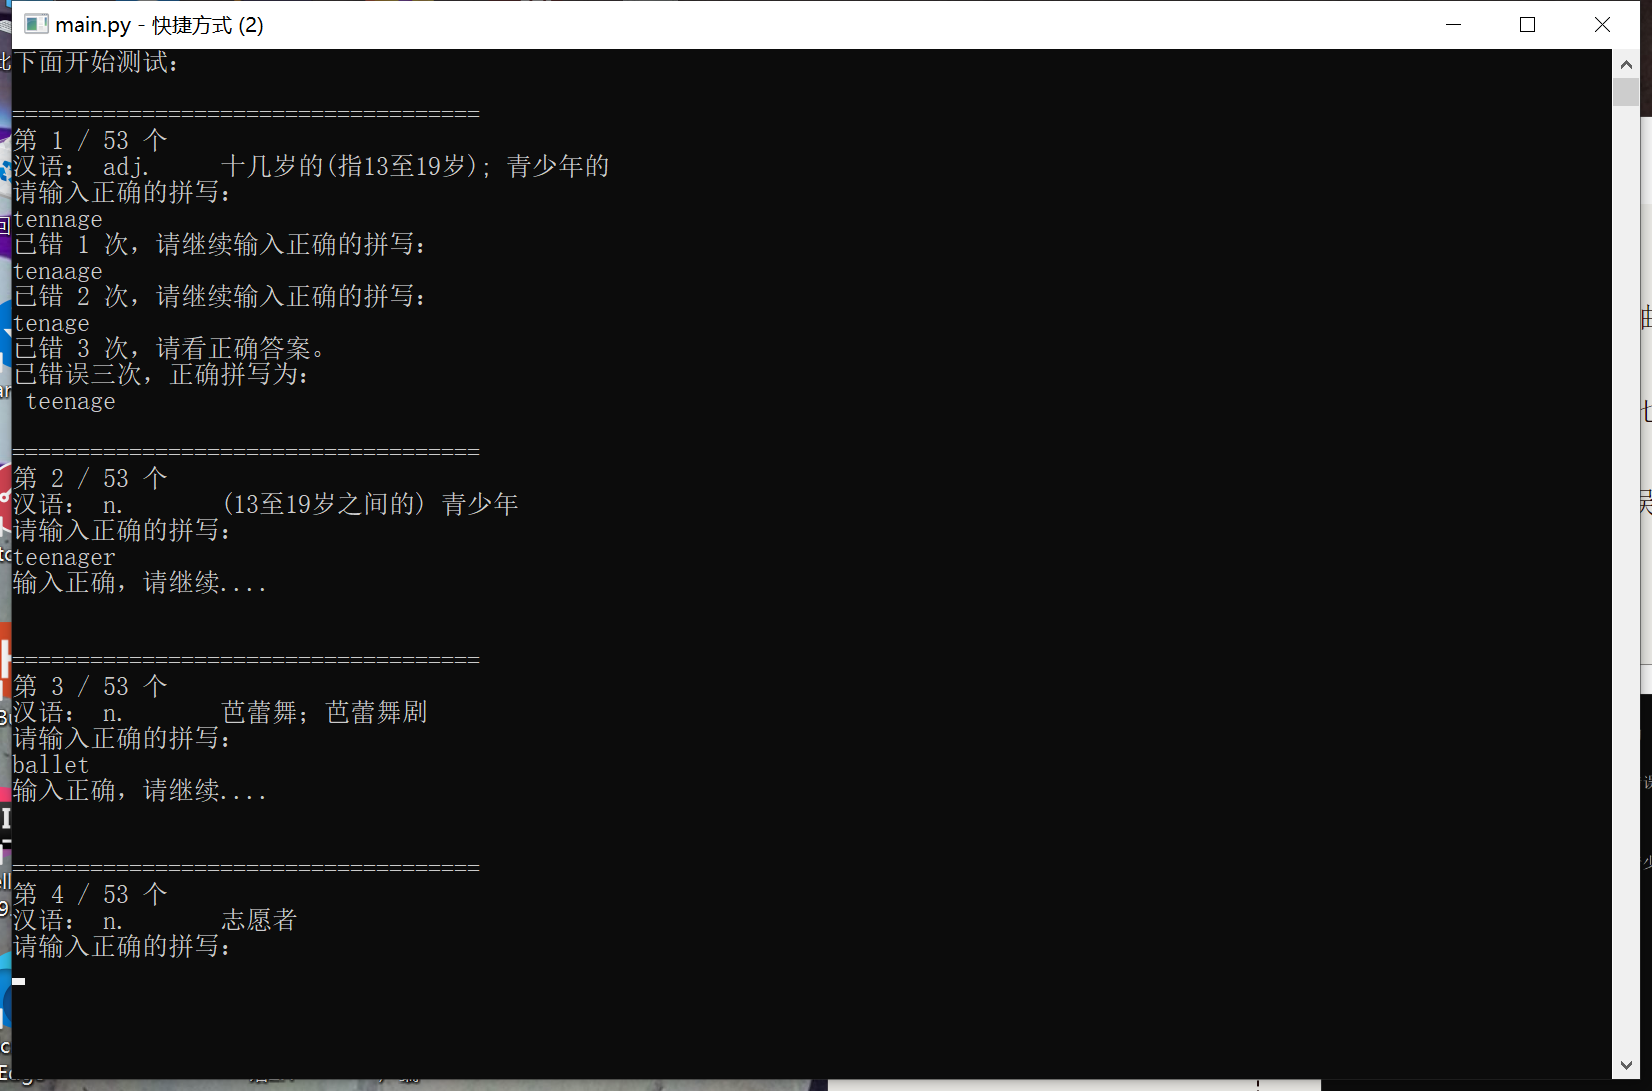 main.py - 快捷方式 (2)
下面开始测试：
====================================
第 1 / 53 个
汉语： adj. 十几岁的(指13至19岴); 青少年的
请输入正确的拼写：
tennage
已错 1 次，请继续输入正确的拼写：
tenaage
已错 2 次，请继续输入正确的拼写：
tenage
已错 3 次，请看正确答案。
已错误三次，正确拼写为：
teenage
====================================
第 2 / 53 个
汉语： n. (13至19岁之间的) 青少年
请输入正确的拼写：
teenager
输入正确，请继续....
====================================
第 3 / 53 个
汉语： n. 芭蕾舞；芭蕾舞剧
请输入正确的拼写：
ballet
输入正确，请继续....
====================================
第 4 / 53 个
汉语： n. 志愿者
请输入正确的拼写：